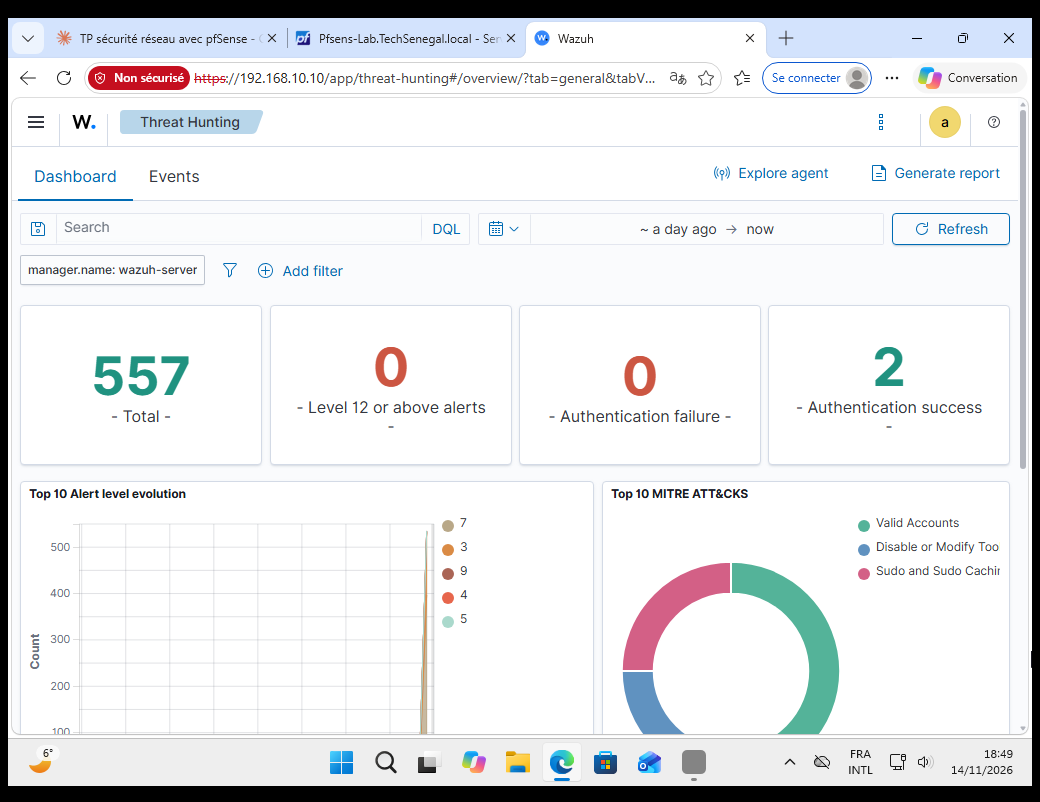 TP sécurité réseau avec pfSense -
Pfsens-Lab.TechSenegal.local - Ser
Wazuh
Non sécurisé
https://192.168.10.10/app/threat-hunting#/overview/?tab=general&tabV...
Se connecter
Conversation
W.
Threat Hunting
a
Dashboard
Events
Explore agent
Generate report
Search
DQL
~ a day ago → now
Refresh
manager.name: wazuh-server
Add filter
557
- Total -
0
- Level 12 or above alerts
-
0
- Authentication failure -
2
- Authentication success
-
Top 10 Alert level evolution
Count
500
400
300
200
100
7
3
9
4
5
Top 10 MITRE ATT&CKS
Valid Accounts
Disable or Modify Too
Sudo and Sudo Cachin
6°
FRA
INTL
18:49
14/11/2026